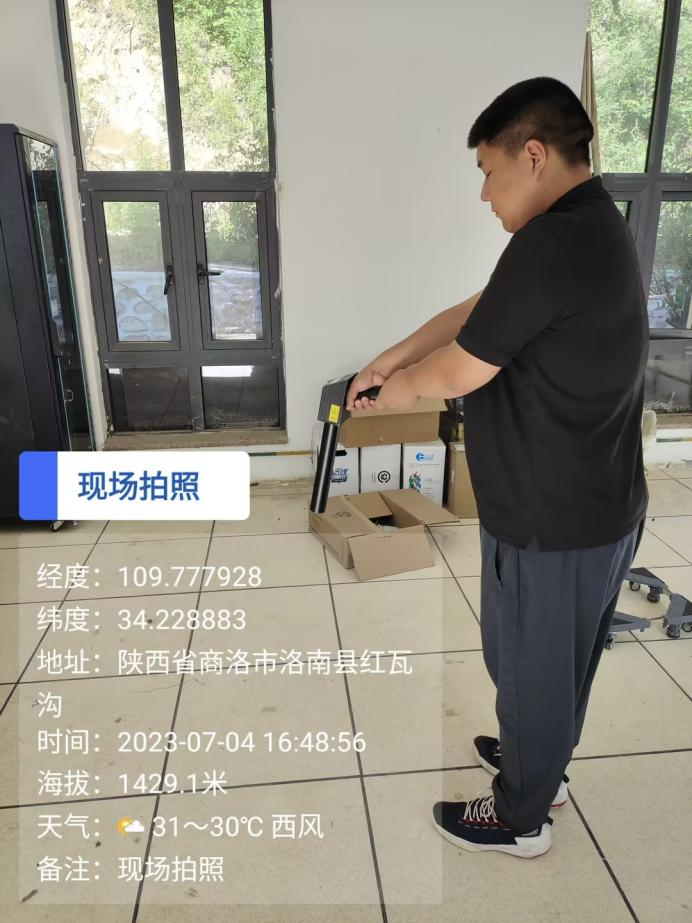 现场拍照
经度：109.777928
纬度：34.228883
地址：陕西省商洛市洛南县红瓦
沟
时间：2023-07-04 16:48:56
海拔：1429.1米
天气：31～30℃ 西风
备注：现场拍照